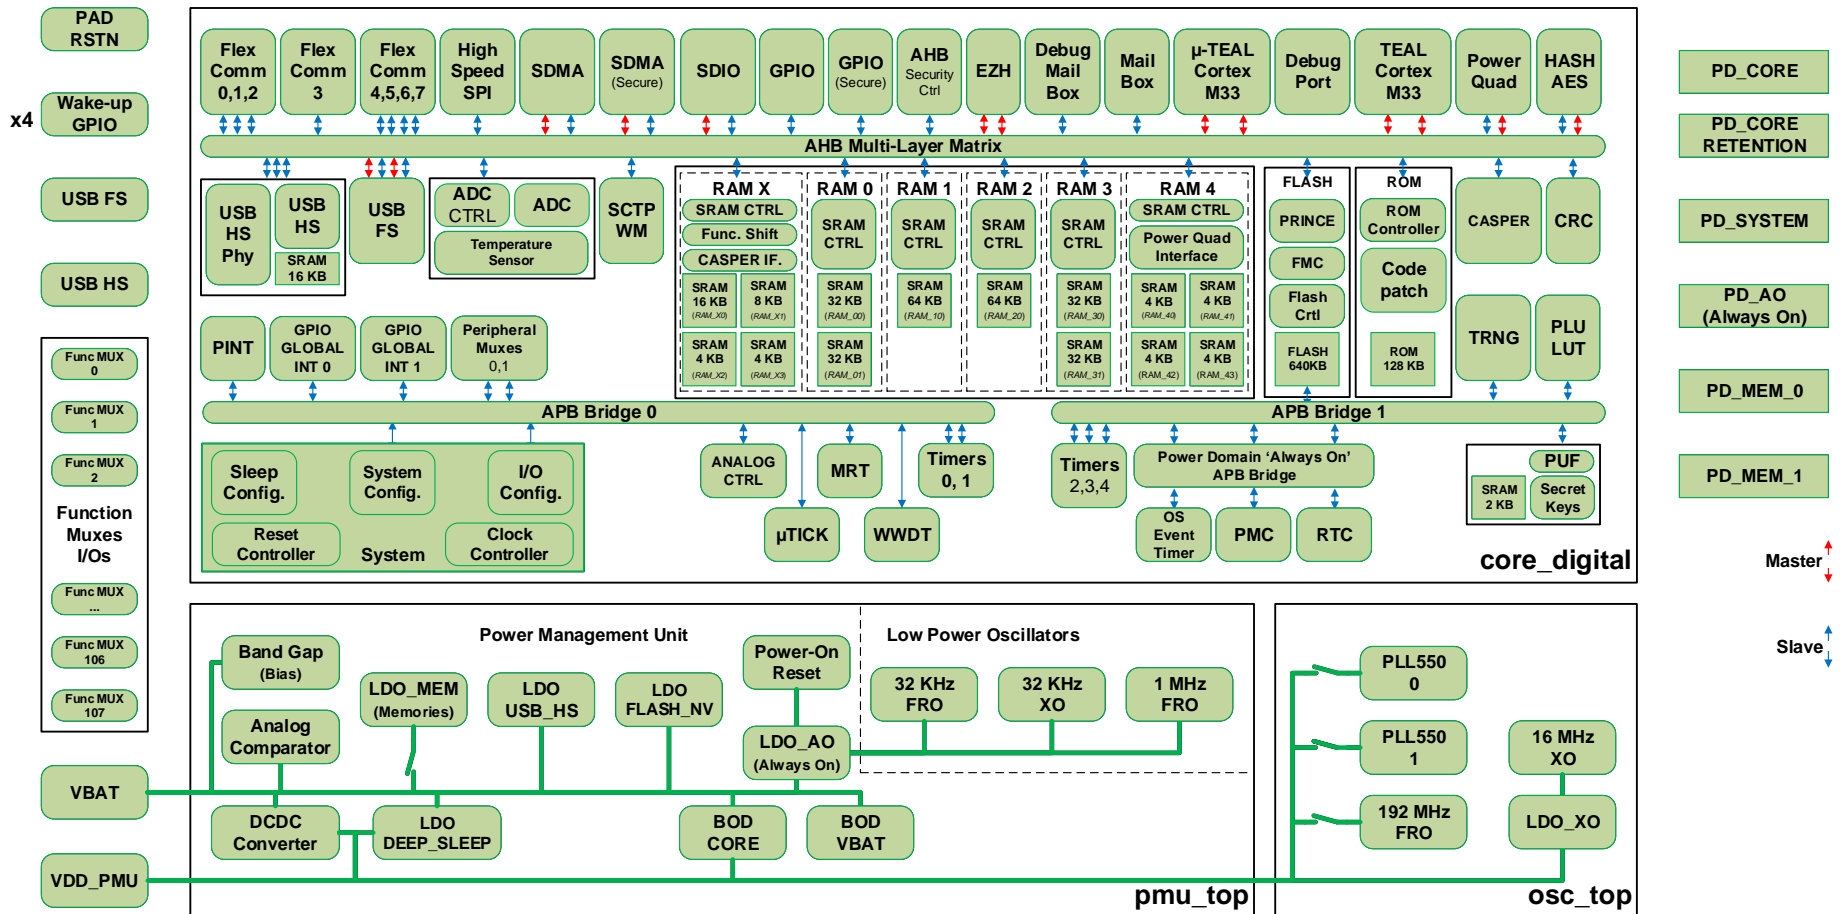 PAD
RSTN
x4
Wake-up
GPIO
USB FS
USB HS
Func MUX
0
Func MUX
1
Func MUX
2
Function
Muxes
I/Os
Func MUX
...
Func MUX
106
Func MUX
107
VBAT
VDD_PMU
Flex
Comm
0,1,2
Flex
Comm
3
Flex
Comm
4,5,6,7
High
Speed
SPI
SDMA
SDMA
(Secure)
SDIO
GPIO
GPIO
(Secure)
AHB
Security
Ctrl
EZH
Debug
Mail
Box
Mail
Box
µ-TEAL
Cortex
M33
Debug
Port
TEAL
Cortex
M33
Power
Quad
HASH
AES
AHB Multi-Layer Matrix
USB
HS
Phy
USB
HS
SRAM
16 KB
USB
FS
ADC
CTRL
ADC
Temperature
Sensor
SCTP
WM
RAM X
SRAM CTRL
Func. Shift
CASPER IF.
SRAM
16 KB
(RAM_X0)
SRAM
8 KB
(RAM_X1)
SRAM
4 KB
(RAM_X2)
SRAM
4 KB
(RAM_X3)
RAM 0
SRAM
CTRL
SRAM
32 KB
(RAM_00)
SRAM
32 KB
(RAM_01)
RAM 1
SRAM
CTRL
SRAM
64 KB
(RAM_10)
RAM 2
SRAM
CTRL
SRAM
64 KB
(RAM_20)
RAM 3
SRAM
CTRL
SRAM
32 KB
(RAM_30)
SRAM
32 KB
(RAM_31)
RAM 4
SRAM CTRL
Power Quad
Interface
SRAM
4 KB
(RAM_40)
SRAM
4 KB
(RAM_41)
SRAM
4 KB
(RAM_42)
SRAM
4 KB
(RAM_43)
FLASH
PRINCE
FMC
Flash
Crtl
FLASH
640KB
ROM
ROM
Controller
Code
patch
ROM
128 KB
CASPER
CRC
TRNG
PLU
LUT
PINT
GPIO
GLOBAL
INT 0
GPIO
GLOBAL
INT 1
Peripheral
Muxes
0,1
APB Bridge 0
APB Bridge 1
Sleep
Config.
System
Config.
I/O
Config.
Reset
Controller
System
Clock
Controller
ANALOG
CTRL
µTICK
MRT
WWDT
Timers
0, 1
Timers
2,3,4
Power Domain ‘Always On’
APB Bridge
OS
Event
Timer
PMC
RTC
PUF
SRAM
2 KB
Secret
Keys
core_digital
Power Management Unit
Band Gap
(Bias)
Analog
Comparator
LDO_MEM
(Memories)
LDO
USB_HS
LDO
FLASH_NV
Power-On
Reset
LDO_AO
(Always On)
Low Power Oscillators
32 KHz
FRO
32 KHz
XO
1 MHz
FRO
DCDC
Converter
LDO
DEEP_SLEEP
BOD
CORE
BOD
VBAT
pmu_top
PLL550
0
PLL550
1
192 MHz
FRO
16 MHz
XO
LDO_XO
osc_top
PD_CORE
PD_CORE
RETENTION
PD_SYSTEM
PD_AO
(Always On)
PD_MEM_0
PD_MEM_1
Master
Slave